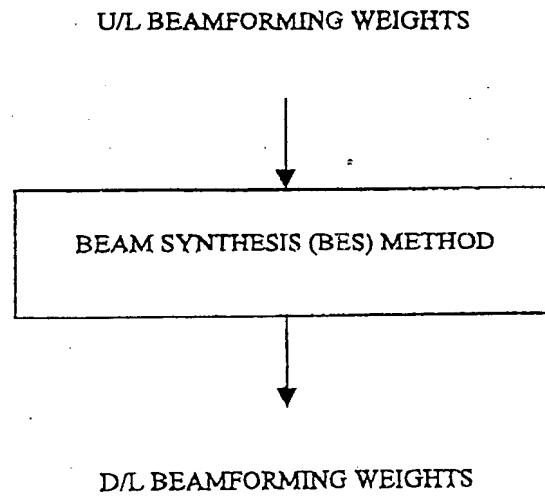 U/L BEAMFORMING WEIGHTS
BEAM SYNTHESIS (BES) METHOD
D/L BEAMFORMING WEIGHTS